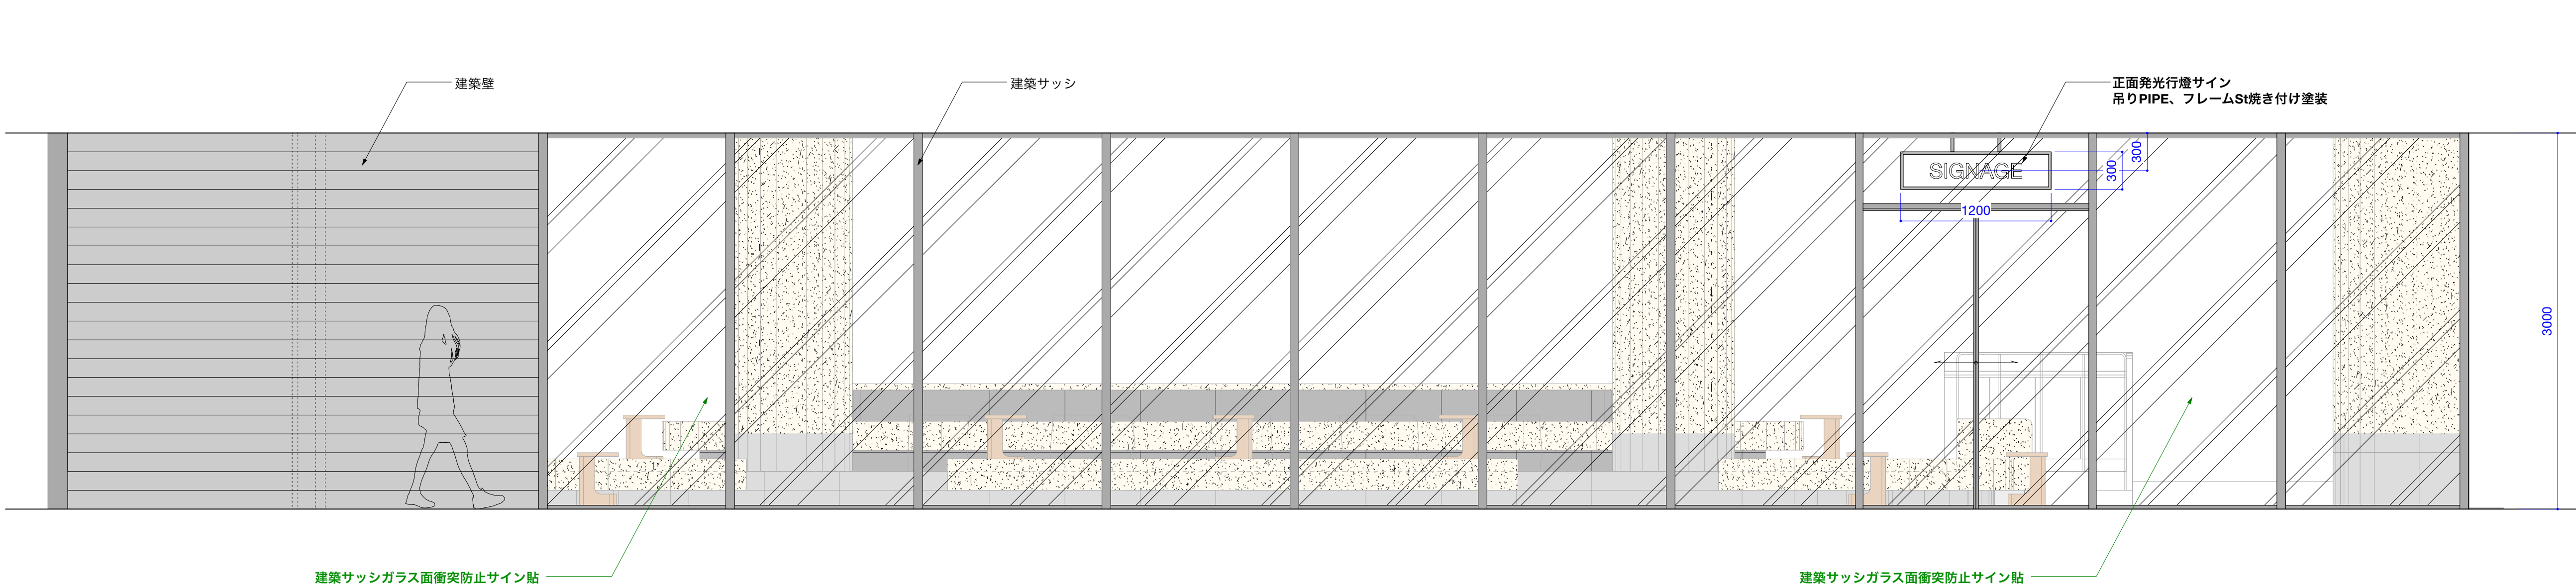 建築壁
建築サッシ
正面発光行燈サイン
吊りPIPE、フレームSt焼き付け塗装
SIGNAGE
300
300
1200
3000
建築サッシガラス面衝突防止サイン貼
建築サッシガラス面衝突防止サイン貼